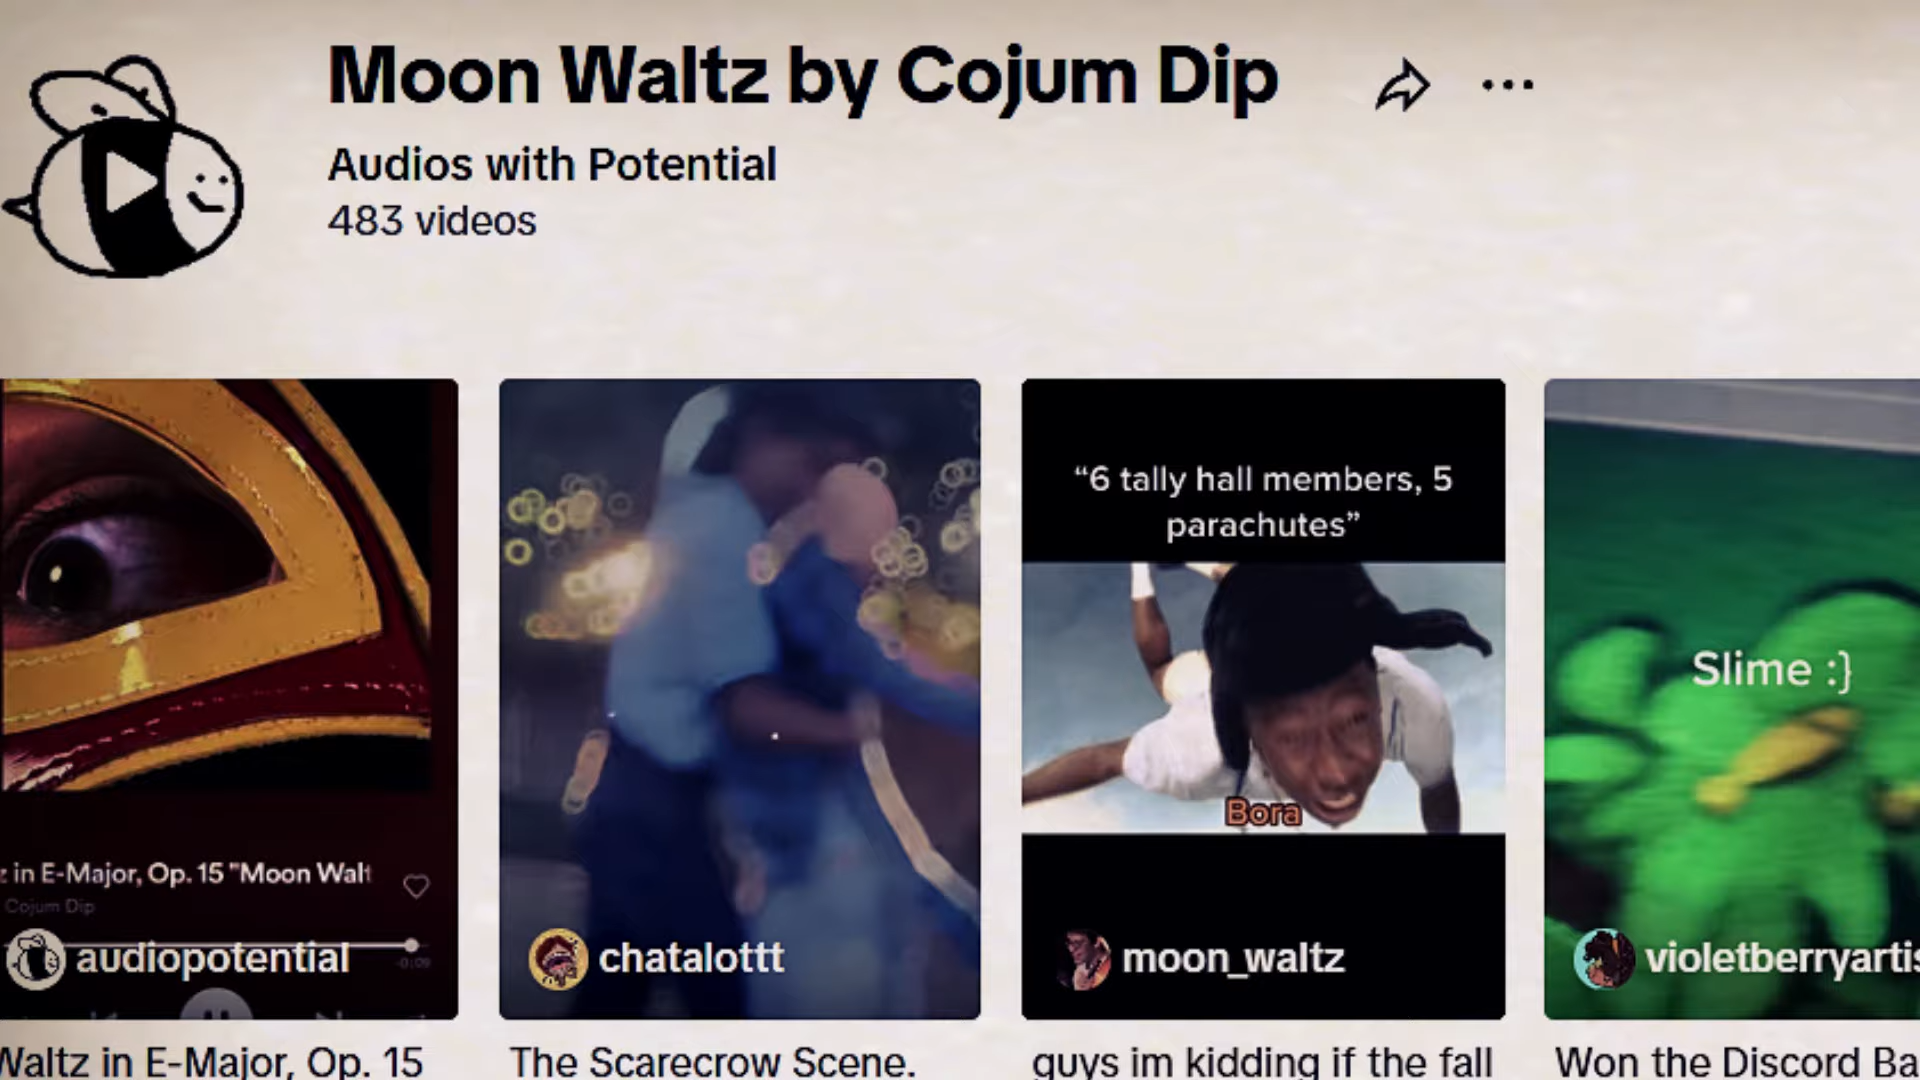 Moon Waltz by Cojum Dip
Audios with Potential
483 videos
“6 tally hall members, 5
parachutes”
Slime :}
Bora
z in E-Major, Op. 15 "Moon Walt
Cojum Dip
-0:09
audiopotential
chatalottt
moon_waltz
violetberryartis
Waltz in E-Major, Op. 15
The Scarecrow Scene.
guys im kidding if the fall
Won the Discord Ba